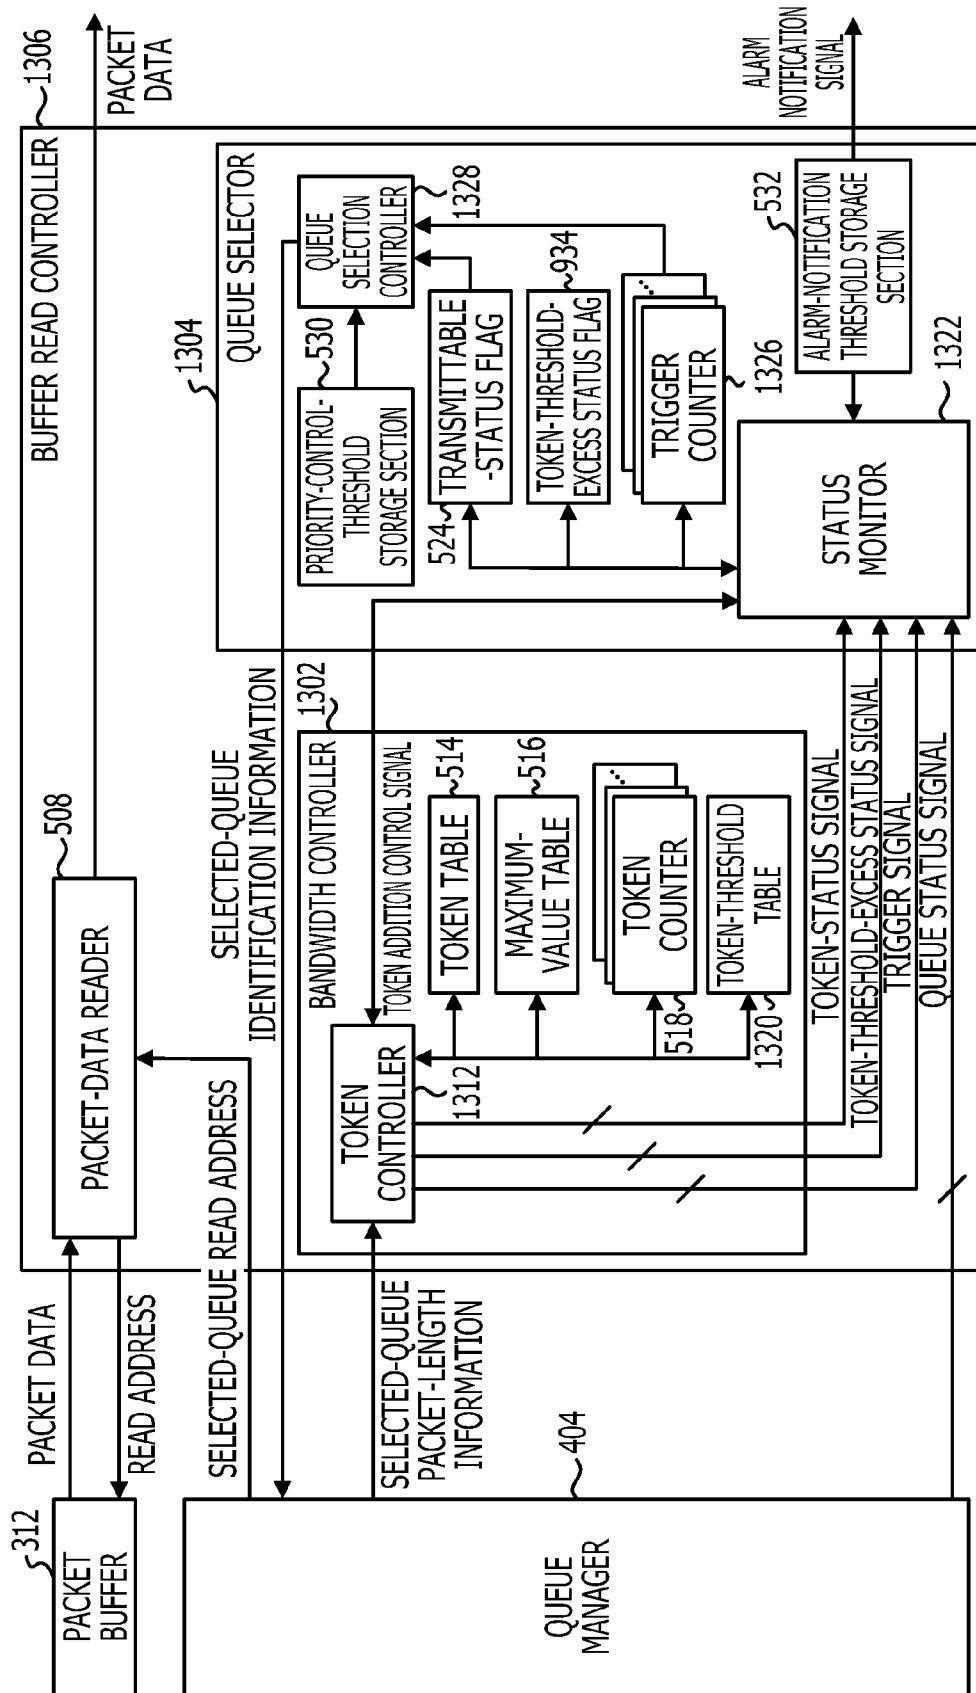 312
PACKET
BUFFER
PACKET DATA
READ ADDRESS
508
PACKET-DATA READER
BUFFER READ CONTROLLER
1306
PACKET
DATA
SELECTED-QUEUE READ ADDRESS
SELECTED-QUEUE
IDENTIFICATION INFORMATION
1304
QUEUE SELECTOR
QUEUE
MANAGER
404
SELECTED-QUEUE
PACKET-LENGTH
INFORMATION
BANDWIDTH CONTROLLER
1302
TOKEN
CONTROLLER
1312
TOKEN ADDITION CONTROL SIGNAL
TOKEN TABLE
514
MAXIMUM-
VALUE TABLE
516
TOKEN
COUNTER
518
TOKEN-THRESHOLD
TABLE
1320
TOKEN-STATUS SIGNAL
TOKEN-THRESHOLD-EXCESS STATUS SIGNAL
TRIGGER SIGNAL
QUEUE STATUS SIGNAL
PRIORITY-CONTROL-
THRESHOLD
STORAGE SECTION
530
QUEUE
SELECTION
CONTROLLER
1328
524
TRANSMITTABLE
-STATUS FLAG
TOKEN-THRESHOLD-
EXCESS STATUS FLAG
934
TRIGGER
COUNTER
1326
STATUS
MONITOR
1322
ALARM-NOTIFICATION
THRESHOLD STORAGE
SECTION
532
ALARM
NOTIFICATION
SIGNAL